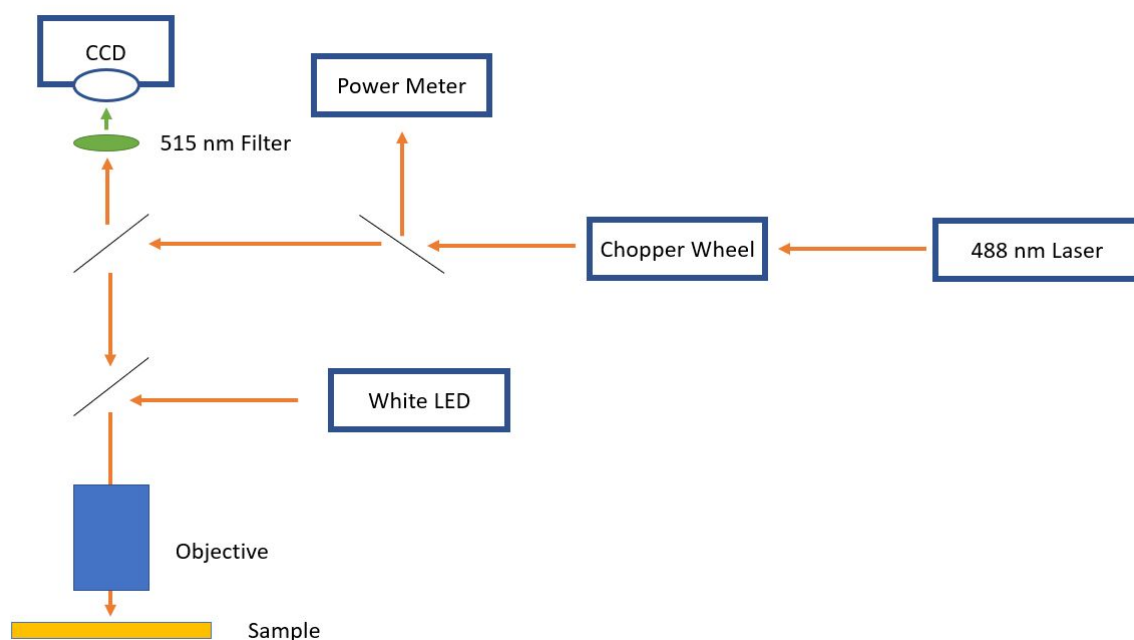 CCD
Power Meter
515 nm Filter
Chopper Wheel
488 nm Laser
White LED
Objective
Sample